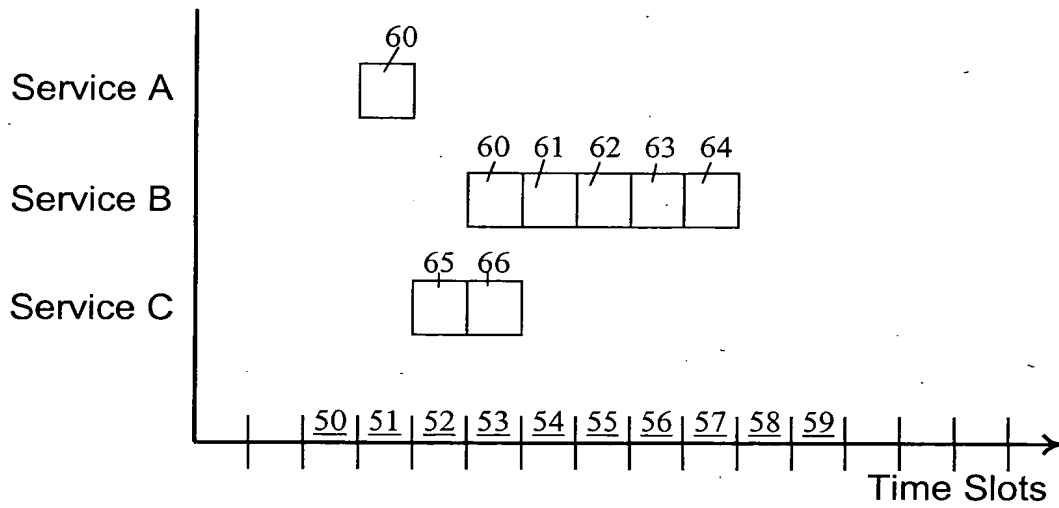 60
Service A
60 61 62 63 64
Service B
65 66
Service C
50 51 52 53 54 55 56 57 58 59
Time Slots